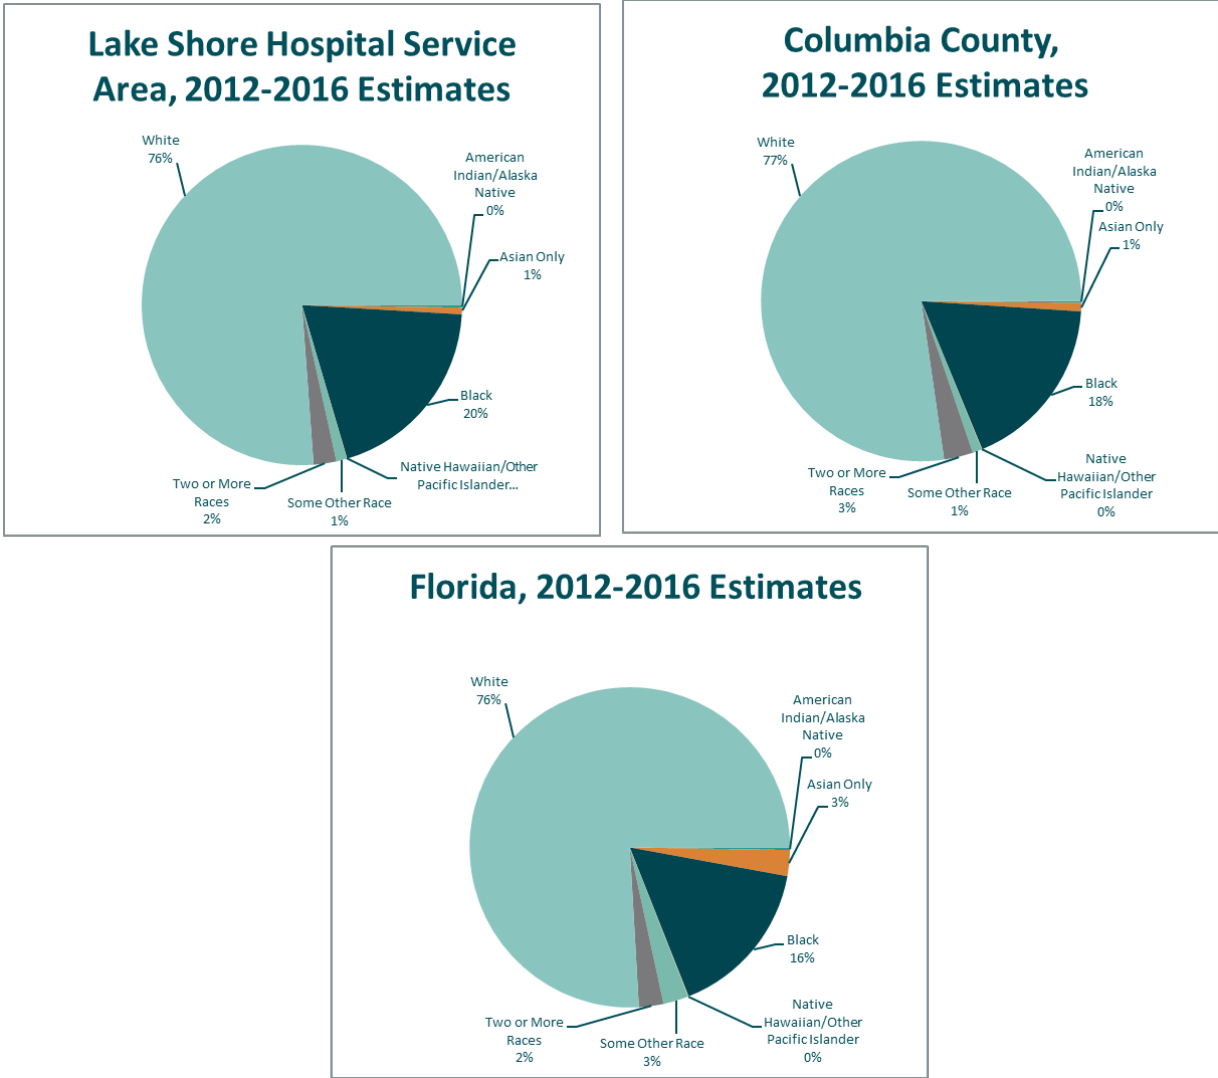 Lake Shore Hospital Service
Area, 2012-2016 Estimates
White
76%
American
Indian/Alaska
Native
0%
Asian Only
1%
Black
20%
Native Hawaiian/Other
Pacific Islander...
Some Other Race
1%
Two or More
Races
2%
Columbia County,
2012-2016 Estimates
White
77%
American
Indian/Alaska
Native
0%
Asian Only
1%
Black
18%
Native
Hawaiian/Other
Pacific Islander
0%
Some Other Race
1%
Two or More
Races
3%
Florida, 2012-2016 Estimates
White
76%
American
Indian/Alaska
Native
0%
Asian Only
3%
Black
16%
Native
Hawaiian/Other
Pacific Islander
0%
Some Other Race
3%
Two or More
Races
2%